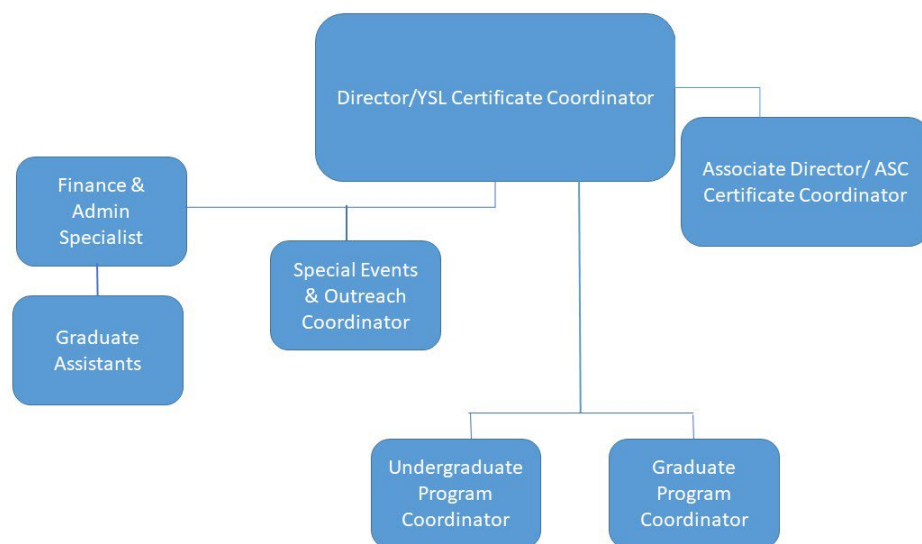 Director/YSL Certificate Coordinator
Associate Director/ ASC
Certificate Coordinator
Finance &
Admin
Specialist
Special Events
& Outreach
Coordinator
Graduate
Assistants
Undergraduate
Program
Coordinator
Graduate
Program
Coordinator